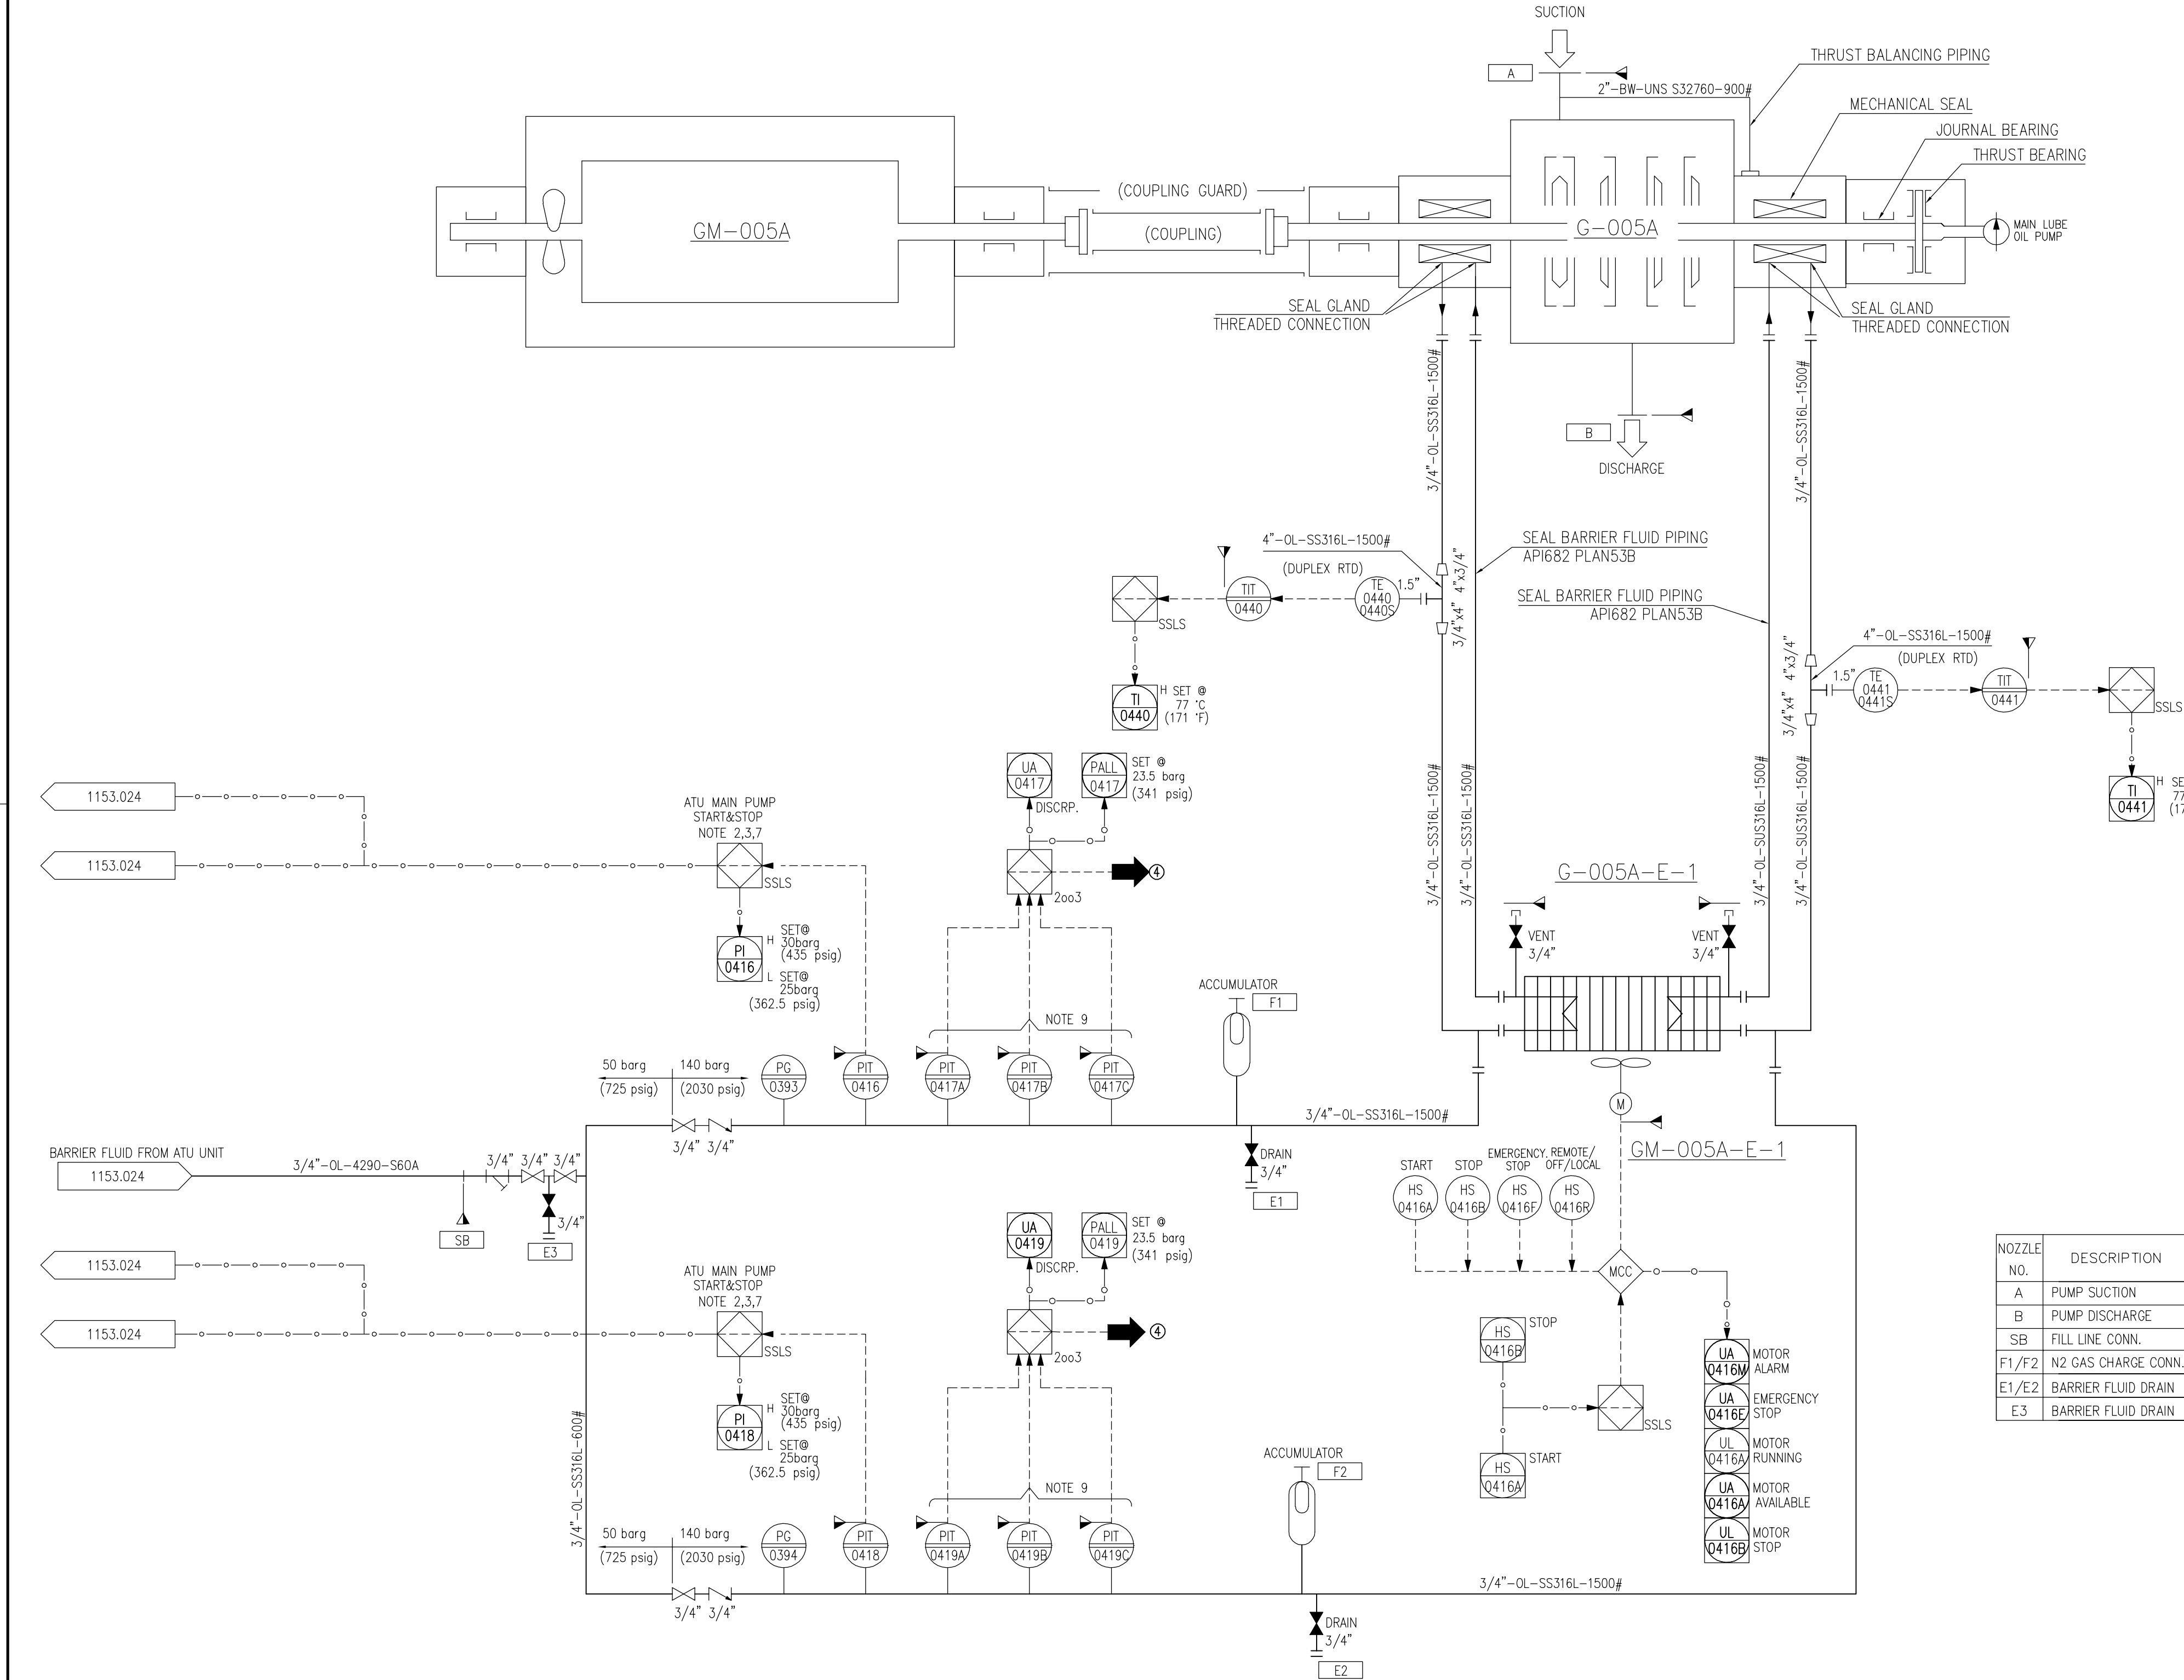 SUCTION
A
2"-BW-UNS S32760-900#
THRUST BALANCING PIPING
MECHANICAL SEAL
JOURNAL BEARING
THRUST BEARING
(COUPLING GUARD)
GM-005A
(COUPLING)
G-005A
MAIN LUBE
OIL PUMP
SEAL GLAND
THREADED CONNECTION
SEAL GLAND
THREADED CONNECTION
3/4"-OL-SS316L-1500#
3/4"-OL-SS316L-1500#
B
DISCHARGE
4"-OL-SS316L-1500#
(DUPLEX RTD)
SEAL BARRIER FLUID PIPING
API682 PLAN53B
TIT
0440
TE
0440
0440S
1.5"
3/4"x4"
4"x3/4"
SSLS
SEAL BARRIER FLUID PIPING
API682 PLAN53B
TI
0440
H SET @
77 °C
(171 °F)
4"-OL-SS316L-1500#
(DUPLEX RTD)
1.5"
TE
0441
0441S
TIT
0441
3/4"x4"
4"x3/4"
SSLS
TI
0441
H
3/4"-OL-SS316L-1500#
3/4"-OL-SS316L-1500#
3/4"-OL-SUS316L-1500#
3/4"-OL-SUS316L-1500#
1153.024
1153.024
ATU MAIN PUMP
START&STOP
NOTE 2,3,7
SSLS
PI
0416
H SET@
30barg
(435 psig)
L SET@
25barg
(362.5 psig)
UA
0417
DISCRP.
PALL
0417
SET @
23.5 barg
(341 psig)
4
2oo3
NOTE 9
G-005A-E-1
VENT
3/4"
VENT
3/4"
ACCUMULATOR
F1
50 barg
(725 psig)
140 barg
(2030 psig)
PG
0393
PIT
0416
PIT
0417A
PIT
0417B
PIT
0417C
3/4" 3/4"
3/4"-OL-SS316L-1500#
DRAIN
3/4"
E1
M
GM-005A-E-1
BARRIER FLUID FROM ATU UNIT
1153.024
3/4"-OL-4290-S60A
3/4" 3/4" 3/4"
3/4"
SB
E3
START
STOP
EMERGENCY.
STOP
REMOTE/
OFF/LOCAL
HS
0416A
HS
0416B
HS
0416F
HS
0416R
MCC
HS
0416B
STOP
HS
0416A
START
SSLS
UA
0416M
MOTOR
ALARM
UA
0416E
EMERGENCY
STOP
UL
0416A
MOTOR
RUNNING
UA
0416A
MOTOR
AVAILABLE
UL
0416B
MOTOR
STOP
1153.024
1153.024
ATU MAIN PUMP
START&STOP
NOTE 2,3,7
SSLS
PI
0418
H SET@
30barg
(435 psig)
L SET@
25barg
(362.5 psig)
UA
0419
DISCRP.
PALL
0419
SET @
23.5 barg
(341 psig)
4
2oo3
NOTE 9
3/4"-OL-SS316L-600#
ACCUMULATOR
F2
50 barg
(725 psig)
140 barg
(2030 psig)
PG
0394
PIT
0418
PIT
0419A
PIT
0419B
PIT
0419C
3/4" 3/4"
3/4"-OL-SS316L-1500#
DRAIN
3/4"
E2
NOZZLE NO. DESCRIPTION
A PUMP SUCTION
B PUMP DISCHARGE
SB FILL LINE CONN.
F1/F2 N2 GAS CHARGE CONN.
E1/E2 BARRIER FLUID DRAIN
E3 BARRIER FLUID DRAIN